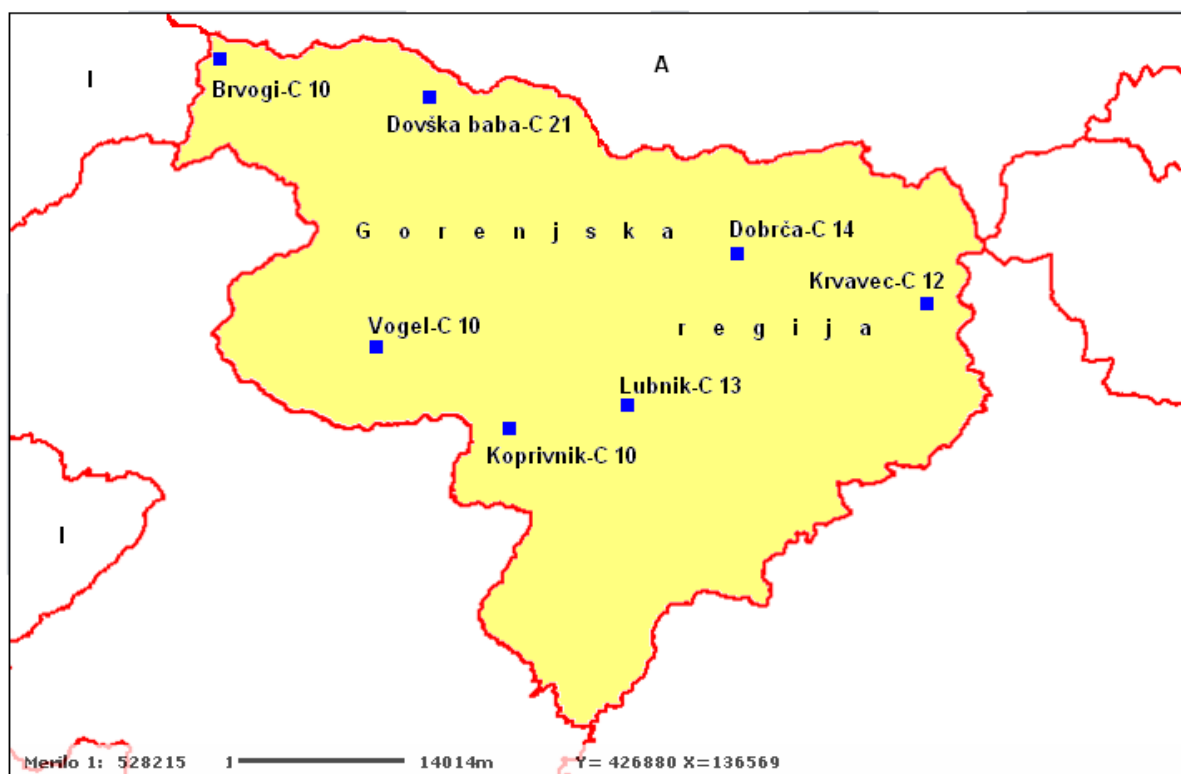 A
I
Brvogi-C 10
Dovška baba-C 21
G o r e n j s k a
Dobrča-C 14
Krvavec-C 12
Vogel-C 10
r e g i j a
Lubnik-C 13
Koprivnik-C 10
I
Merilo 1: 528215 1 14014m Y= 426880 X=136569